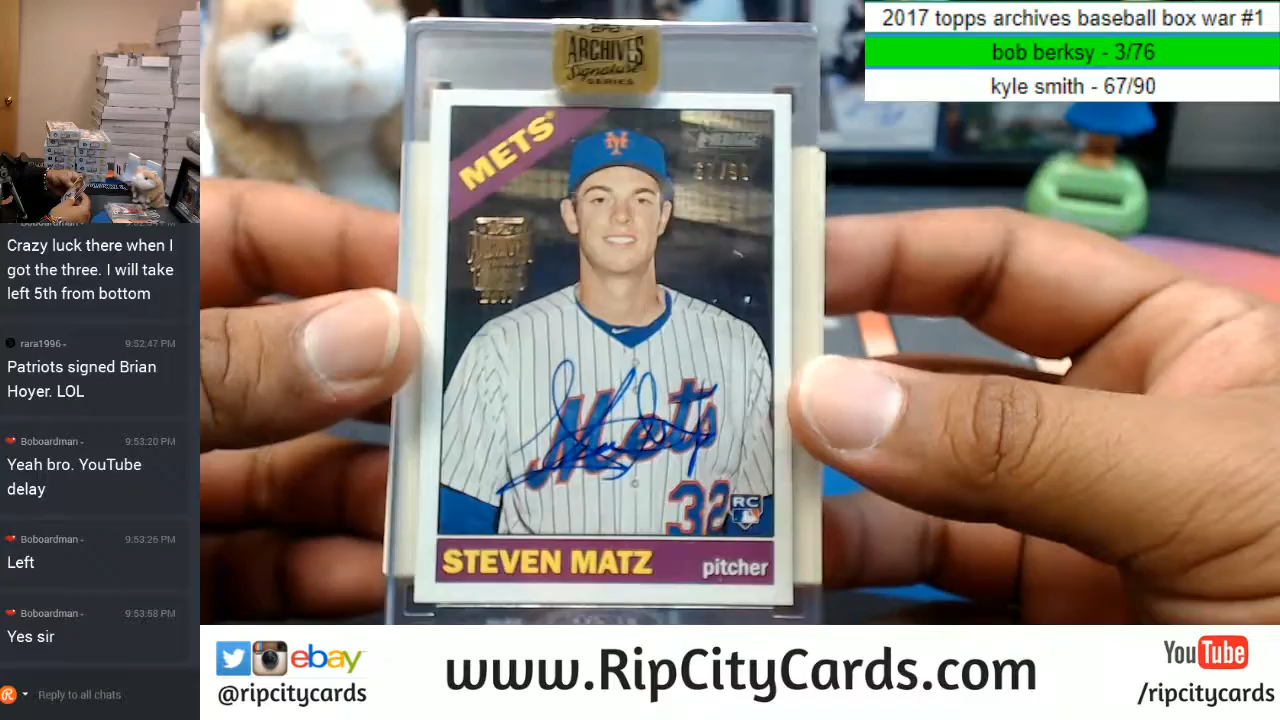 2017 topps archives baseball box war #1
bob berksy - 3/76
kyle smith - 67/90
Crazy luck there when I
got the three. I will take
left 5th from bottom
rara1996 - 9:52:47 PM
Patriots signed Brian
Hoyer. LOL
Boboardman - 9:53:20 PM
Yeah bro. YouTube
delay
Boboardman - 9:53:26 PM
Left
Boboardman - 9:53:58 PM
Yes sir
Reply to all chats
ARCHIVES
Signature
SERIES
METS
Mets
32
RC
STEVEN MATZ
pitcher
ebay
@ripcitycards
www.RipCityCards.com
YouTube
/ripcitycards